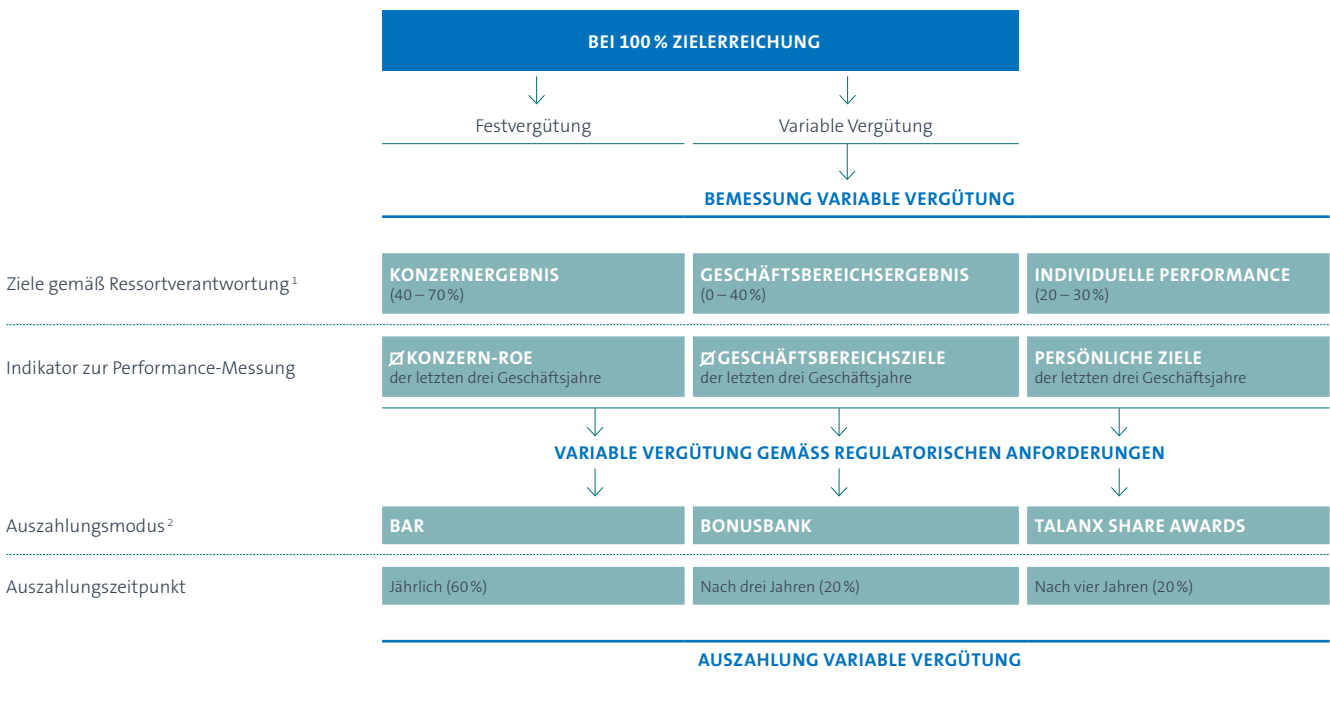 BEI 100 % ZIELERREICHUNG
Festvergütung
Variable Vergütung
BEMESSUNG VARIABLE VERGÜTUNG
Ziele gemäß Ressortverantwortung 1
KONZERNERGEBNIS
(40 – 70 %)
GESCHÄFTSBEREICHSERGEBNIS
(0 – 40 %)
INDIVIDUELLE PERFORMANCE
(20 – 30 %)
Indikator zur Performance-Messung
KONZERN-ROE
der letzten drei Geschäftsjahre
GESCHÄFTSBEREICHSZIELE
der letzten drei Geschäftsjahre
PERSÖNLICHE ZIELE
der letzten drei Geschäftsjahre
VARIABLE VERGÜTUNG GEMÄSS REGULATORISCHEN ANFORDERUNGEN
Auszahlungsmodus 2
BAR
BONUSBANK
TALANX SHARE AWARDS
Auszahlungszeitpunkt
Jährlich (60 %)
Nach drei Jahren (20 %)
Nach vier Jahren (20 %)
AUSZAHLUNG VARIABLE VERGÜTUNG